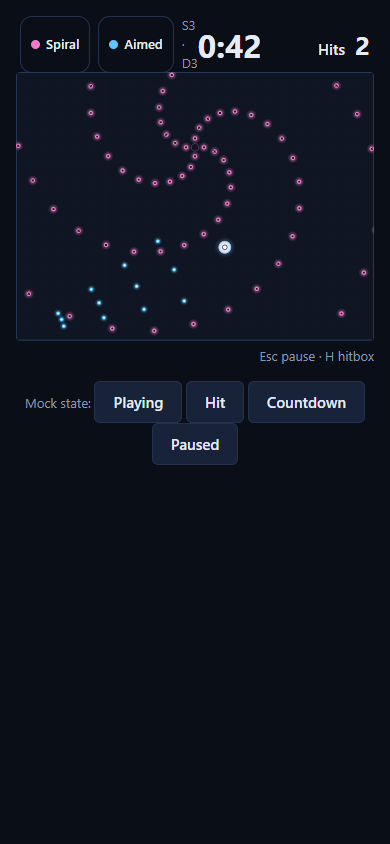 Spiral
Aimed
S3
·
D3
0:42
Hits 2
Esc pause · H hitbox
Mock state:
Playing
Hit
Countdown
Paused